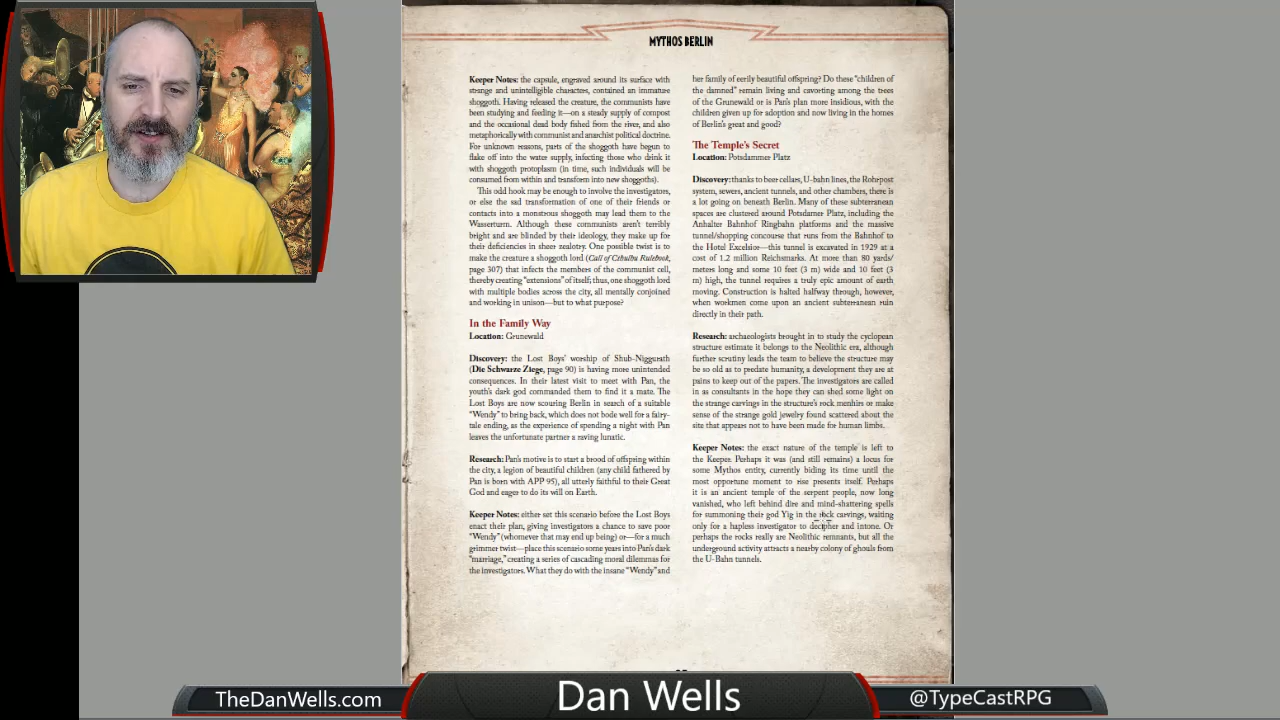 MYTHOS BERLIN
Keeper Notes: the capsule, engraved around its surface with
strange and unintelligible characters, contained an immature
shoggoth. Having released the creature, the communists have
been studying and feeding it—on a steady supply of compost
and the occasional dead body fished from the river, and also
metaphorically with communist and anarchist political doctrine.
For unknown reasons, parts of the shoggoth have begun to
flake off into the water supply, infecting those who drink it
with shoggoth protoplasm (in time, such individuals will be
consumed from within and transform into new shoggoths).
This odd hook may be enough to involve the investigators,
or else the sad transformation of one of their friends or
contacts into a monstrous shoggoth may lead them to the
Wasserturm. Although these communists aren't terribly
bright and are blinded by their ideology, they make up for
their deficiencies in sheer zealotry. One possible twist is to
make the creature a shoggoth lord (Call of Cthulhu Rulebook,
page 307) that infects the members of the communist cell,
thereby creating "extensions" of itself; thus, one shoggoth lord
with multiple bodies across the city, all mentally conjoined
and working in unison—but to what purpose?
In the Family Way
Location: Grunewald
Discovery: the Lost Boys' worship of Shub-Niggurath
(Die Schwarze Ziege, page 90) is having more unintended
consequences. In their latest visit to meet with Pan, the
youth's dark god commanded them to find it a mate. The
Lost Boys are now scouring Berlin in search of a suitable
"Wendy" to bring back, which does not bode well for a fairy-
tale ending, as the experience of spending a night with Pan
leaves the unfortunate partner a raving lunatic.
Research: Pan's motive is to start a brood of offspring within
the city, a legion of beautiful children (any child fathered by
Pan is born with APP 95), all utterly faithful to their Great
God and eager to do its will on Earth.
Keeper Notes: either set this scenario before the Lost Boys
enact their plan, giving investigators a chance to save poor
"Wendy" (whomever that may end up being) or—for a much
grimmer twist—place this scenario some years into Pan's dark
"marriage," creating a series of cascading moral dilemmas for
the investigators. What they do with the insane "Wendy" and
her family of eerily beautiful offspring? Do these "children of
the damned" remain living and cavorting among the trees
of the Grunewald or is Pan's plan more insidious, with the
children given up for adoption and now living in the homes
of Berlin's great and good?
The Temple's Secret
Location: Potsdammer Platz
Discovery: thanks to beer cellars, U-bahn lines, the Rohrpost
system, sewers, ancient tunnels, and other chambers, there is
a lot going on beneath Berlin. Many of these subterranean
spaces are clustered around Potsdamer Platz, including the
Anhalter Bahnhof Ringbahn platforms and the massive
tunnel/shopping concourse that runs from the Bahnhof to
the Hotel Excelsior—this tunnel is excavated in 1929 at a
cost of 1.2 million Reichsmarks. At more than 80 yards/
meters long and some 10 feet (3 m) wide and 10 feet (3
m) high, the tunnel requires a truly epic amount of earth
moving. Construction is halted halfway through, however,
when workmen come upon an ancient subterranean ruin
directly in their path.
Research: archaeologists brought in to study the cyclopean
structure estimate it belongs to the Neolithic era, although
further scrutiny leads the team to believe the structure may
be so old as to predate humanity, a development they are at
pains to keep out of the papers. The investigators are called
in as consultants in the hope they can shed some light on
the strange carvings in the structure's rock menhirs or make
sense of the strange gold jewelry found scattered about the
site that appears not to have been made for human limbs.
Keeper Notes: the exact nature of the temple is left to
the Keeper. Perhaps it was (and still remains) a locus for
some Mythos entity, currently biding its time until the
most opportune moment to rise presents itself. Perhaps
it is an ancient temple of the serpent people, now long
vanished, who left behind dire and mind-shattering spells
for summoning their god Yig in the rock carvings, waiting
only for a hapless investigator to decipher and intone. Or
perhaps the rocks really are Neolithic remnants, but all the
underground activity attracts a nearby colony of ghouls from
the U-Bahn tunnels.
TheDanWells.com
Dan Wells
@TypeCastRPG